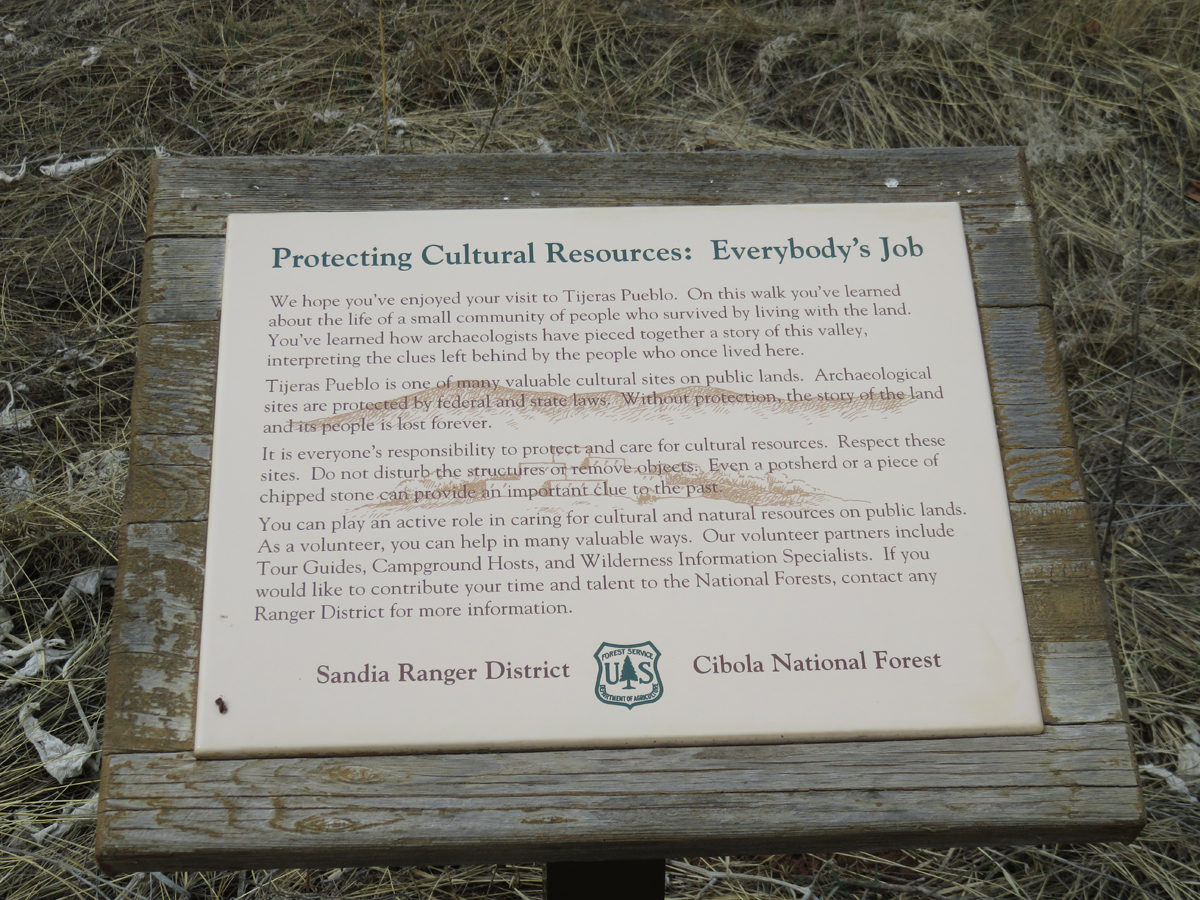 Protecting Cultural Resources: Everybody's Job
We hope you've enjoyed your visit to Tijeras Pueblo. On this walk you've learned
about the life of a small community of people who survived by living with the land.
You've learned how archaeologists have pieced together a story of this valley,
interpreting the clues left behind by the people who once lived here.
Tijeras Pueblo is one of many valuable cultural sites on public lands. Archaeological
sites are protected by federal and state laws. Without protection, the story of the land
and its people is lost forever.
It is everyone's responsibility to protect and care for cultural resources. Respect these
sites. Do not disturb the structures or remove objects. Even a potsherd or a piece of
chipped stone can provide an important clue to the past.
You can play an active role in caring for cultural and natural resources on public lands.
As a volunteer, you can help in many valuable ways. Our volunteer partners include
Tour Guides, Campground Hosts, and Wilderness Information Specialists. If you
would like to contribute your time and talent to the National Forests, contact any
Ranger District for more information.
Sandia Ranger District
FOREST SERVICE
US
DEPARTMENT OF AGRICULTURE
Cibola National Forest